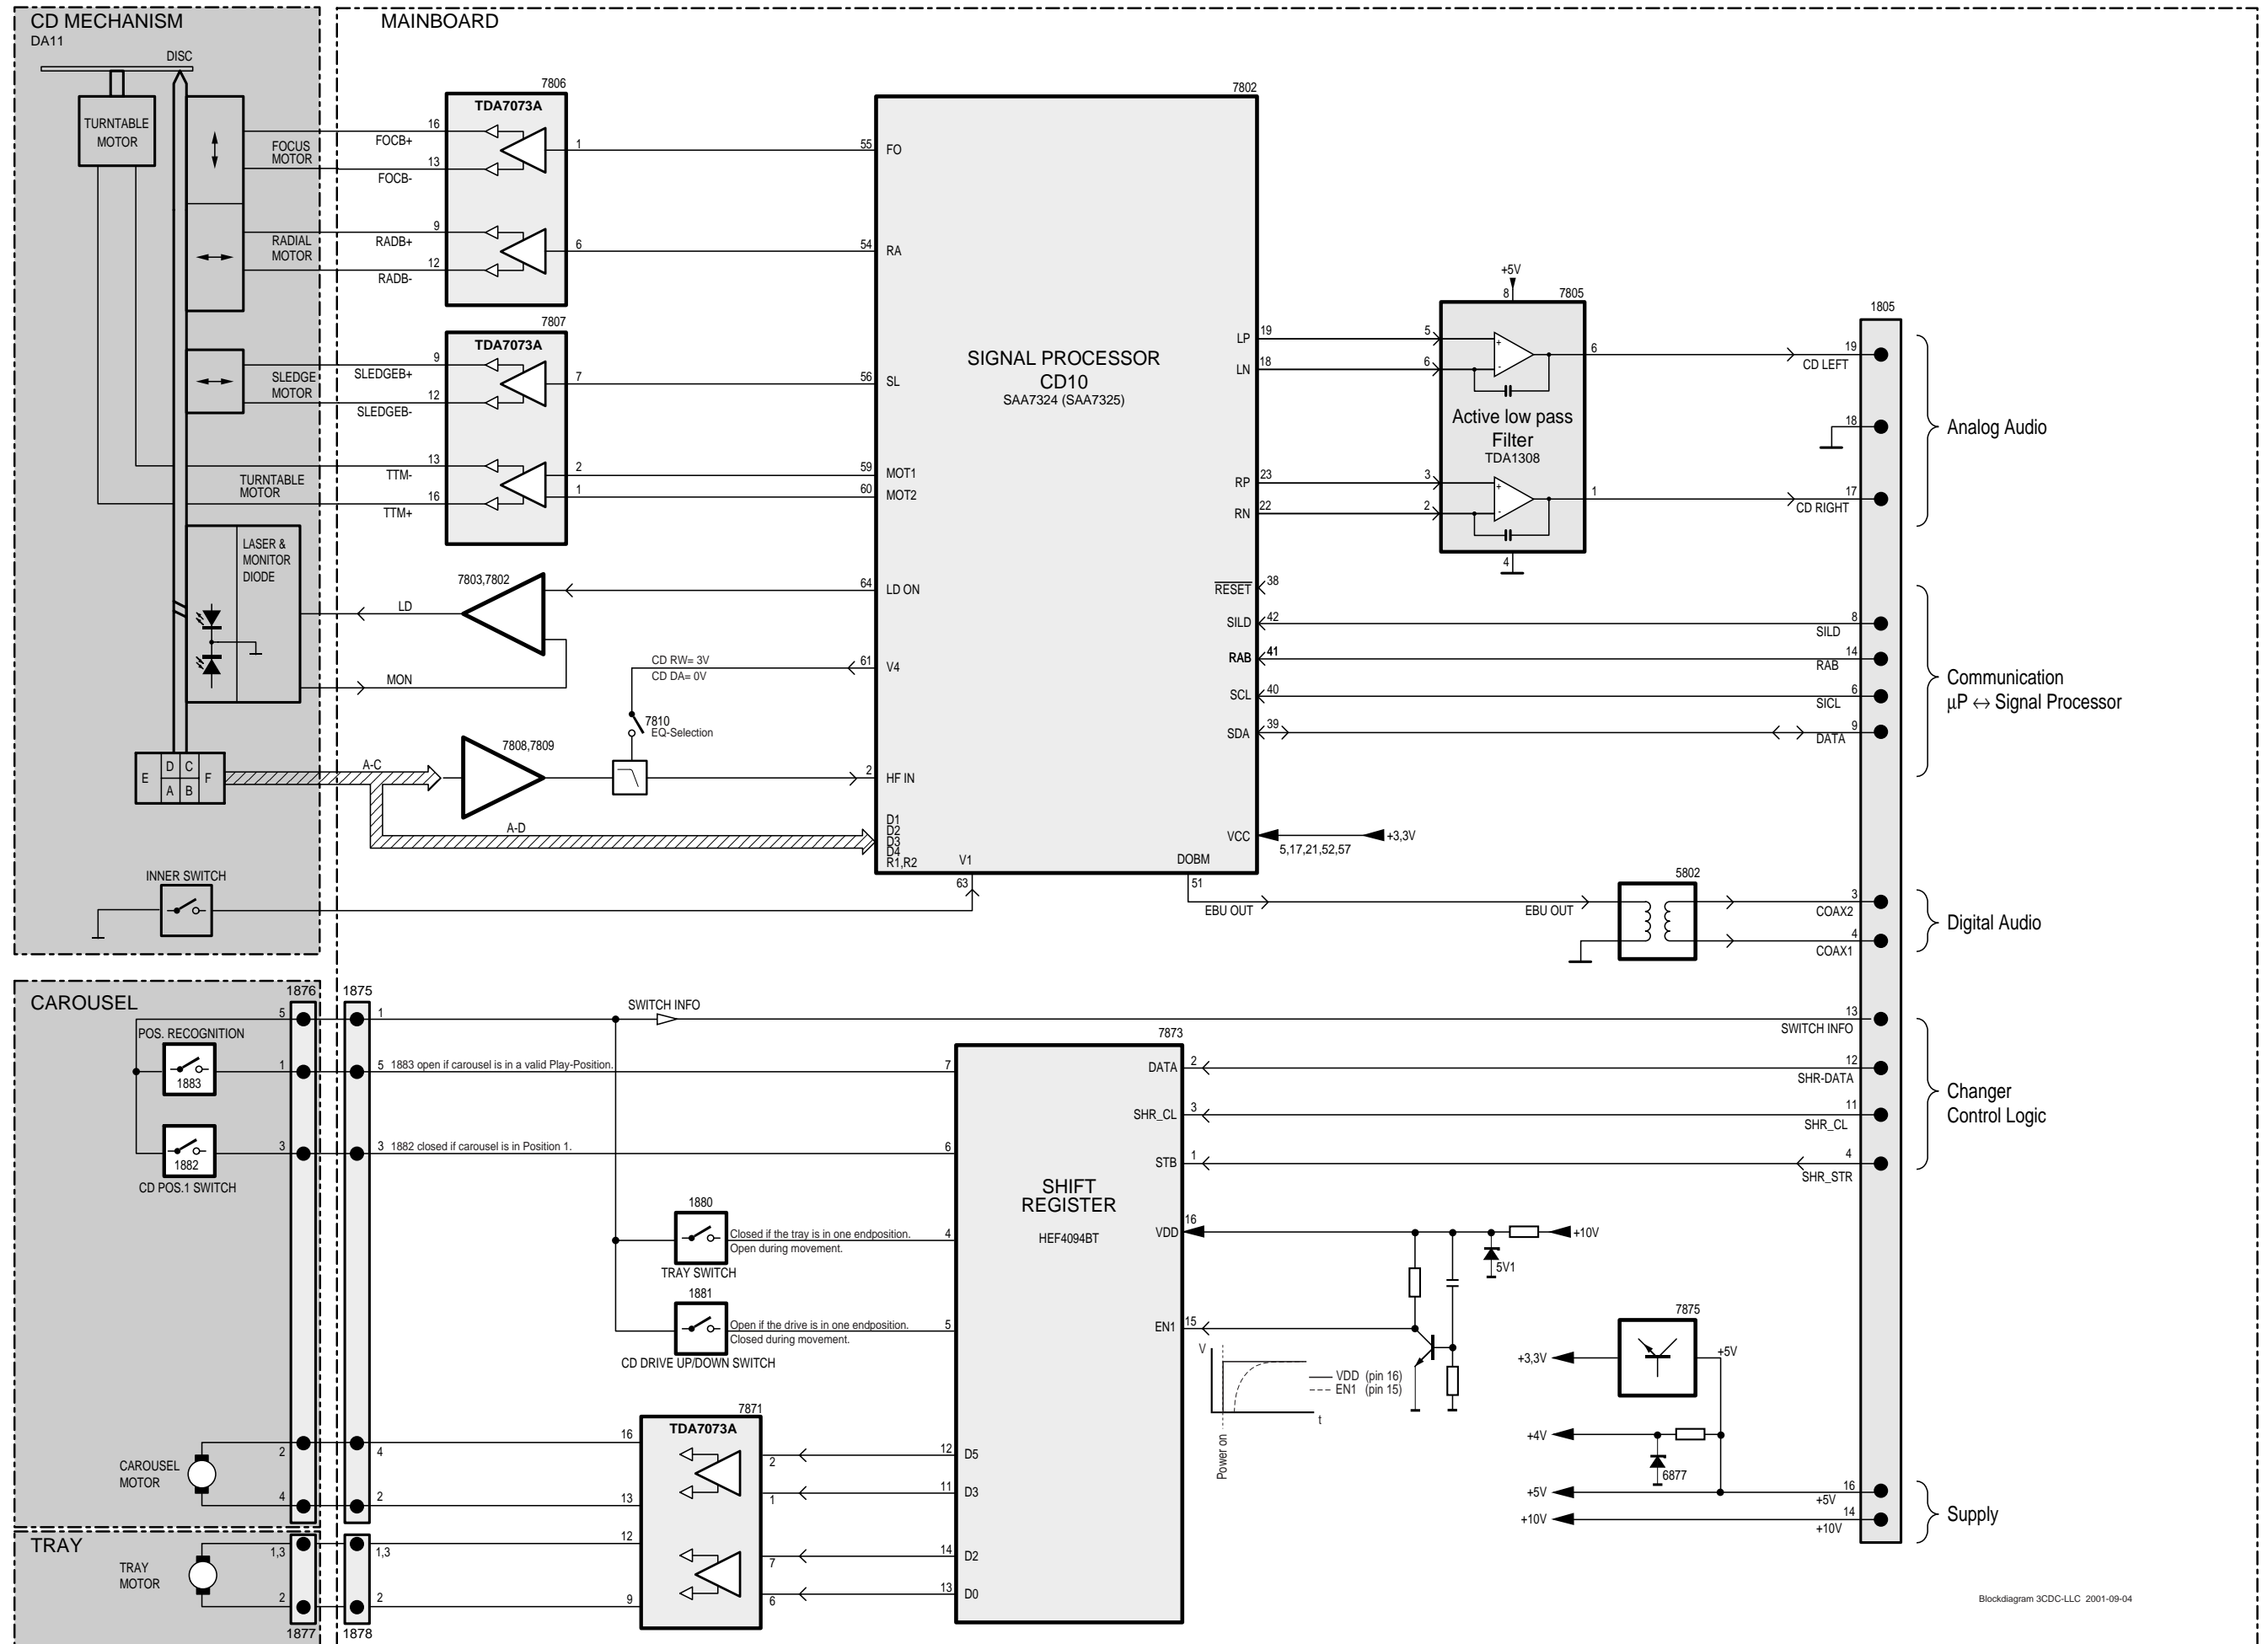 CD MECHANISM
DA11
MAINBOARD
DISC
TURNTABLE
MOTOR
FOCUS
MOTOR
RADIAL
MOTOR
SLEDGE
MOTOR
TURNTABLE
MOTOR
LASER &
MONITOR
DIODE
E
D
C
A
B
F
INNER SWITCH
7806
TDA7073A
16
FOCB+
13
FOCB-
9
RADB+
12
RADB-
1
6
7807
TDA7073A
9
SLEDGEB+
12
SLEDGEB-
13
TTM-
16
TTM+
7
2
1
7803,7802
LD
MON
CD RW= 3V
CD DA= 0V
7810
EQ-Selection
7808,7809
A-C
A-D
7802
SIGNAL PROCESSOR
CD10
SAA7324 (SAA7325)
55 FO
54 RA
56 SL
59 MOT1
60 MOT2
64 LD ON
61 V4
2 HF IN
D1
D2
D3
D4
R1,R2
V1
63
DOBM
51
LP 19
LN 18
RP 23
RN 22
RESET 38
SILD 42
RAB 41
SCL 40
SDA 39
VCC
5,17,21,52,57
+3,3V
+5V
8
7805
5
+
6
-
6
Active low pass
Filter
TDA1308
3
+
2
-
1
4
1805
19
CD LEFT
18
17
CD RIGHT
Analog Audio
8
SILD
14
RAB
6
SICL
9
DATA
Communication
µP ↔ Signal Processor
EBU OUT
EBU OUT
5802
3
COAX2
4
COAX1
Digital Audio
CAROUSEL
1876
1875
POS. RECOGNITION
1883
1882
CD POS.1 SWITCH
5
1
1
5 1883 open if carousel is in a valid Play-Position.
3
3 1882 closed if carousel is in Position 1.
SWITCH INFO
13
SWITCH INFO
12
SHR-DATA
11
SHR_CL
4
SHR_STR
Changer
Control Logic
7873
SHIFT
REGISTER
HEF4094BT
7
6
4
5
DATA 2
SHR_CL 3
STB 1
VDD 16
EN1 15
12 D5
11 D3
14 D2
13 D0
1880
Closed if the tray is in one endposition.
Open during movement.
TRAY SWITCH
1881
Open if the drive is in one endposition.
Closed during movement.
CD DRIVE UP/DOWN SWITCH
+10V
5V1
V
VDD (pin 16)
EN1 (pin 15)
t
Power on
7875
+3,3V
+5V
+4V
6877
+5V
+10V
16
+5V
14
+10V
Supply
7871
TDA7073A
16
13
12
9
2
1
7
6
CAROUSEL
MOTOR
2
4
4
2
TRAY
TRAY
MOTOR
1,3
1,3
2
2
1877
1878
Blockdiagram 3CDC-LLC 2001-09-04